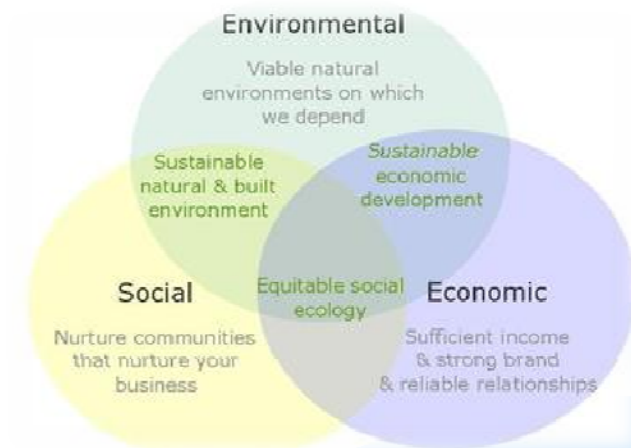 Environmental
Viable natural
environments on which
we depend
Sustainable
natural & built
environment
Sustainable
economic
development
Equitable social
ecology
Social
Nurture communities
that nurture your
business
Economic
Sufficient income
& strong brand
& reliable relationships